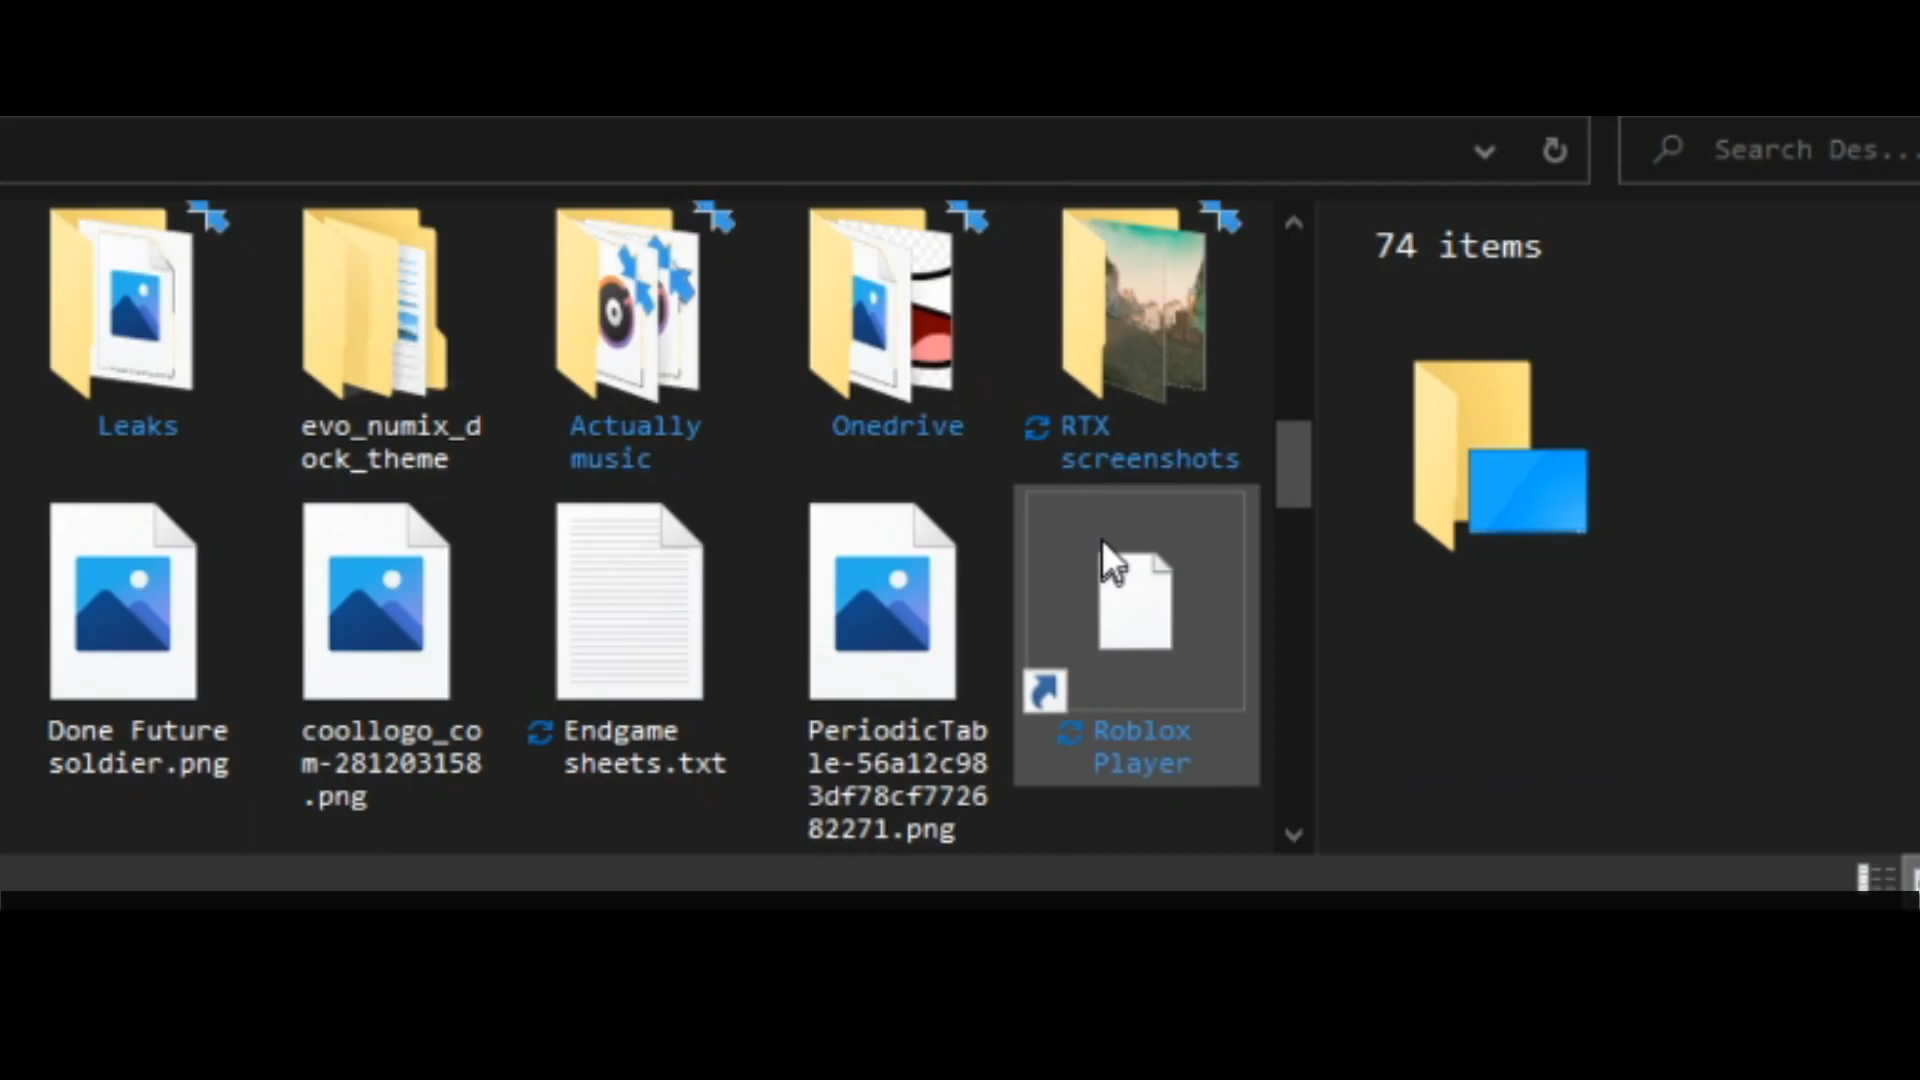 Search Des...
74 items
Leaks
evo_numix_d
ock_theme
Actually
music
Onedrive
RTX
screenshots
Done Future
soldier.png
coollogo_co
m-281203158
.png
Endgame
sheets.txt
PeriodicTab
le-56a12c98
3df78cf7726
82271.png
Roblox
Player